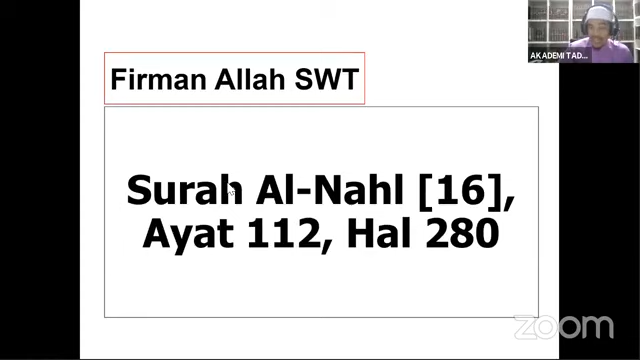 Firman Allah SWT
Surah Al-Nahl [16],
Ayat 112, Hal 280
AKADEMI TAD...
zoom